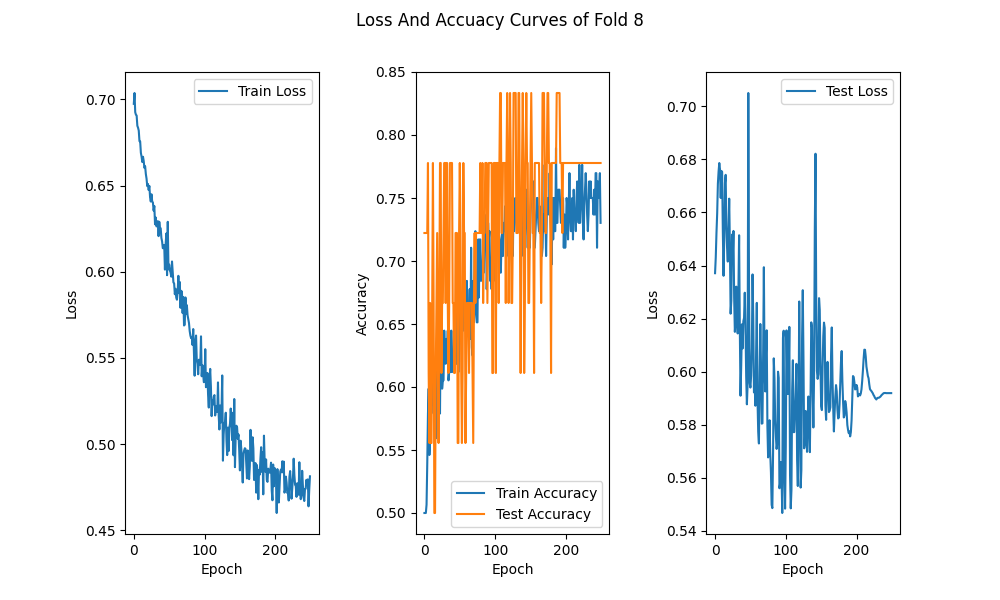 Loss And Accuacy Curves of Fold 8
Train Loss
0.70
0.65
0.60
0.55
0.50
0.45
Loss
0
100
200
Epoch
0.85
0.80
0.75
0.70
0.65
0.60
0.55
0.50
Accuracy
Train Accuracy
Test Accuracy
0
100
200
Epoch
Test Loss
0.70
0.68
0.66
0.64
0.62
0.60
0.58
0.56
0.54
Loss
0
100
200
Epoch